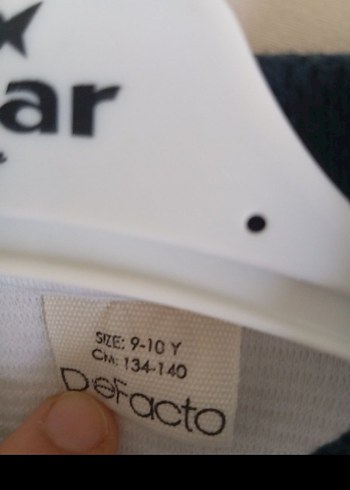 ar
SIZE: 9-10 Y
CM: 134-140
DeFacto